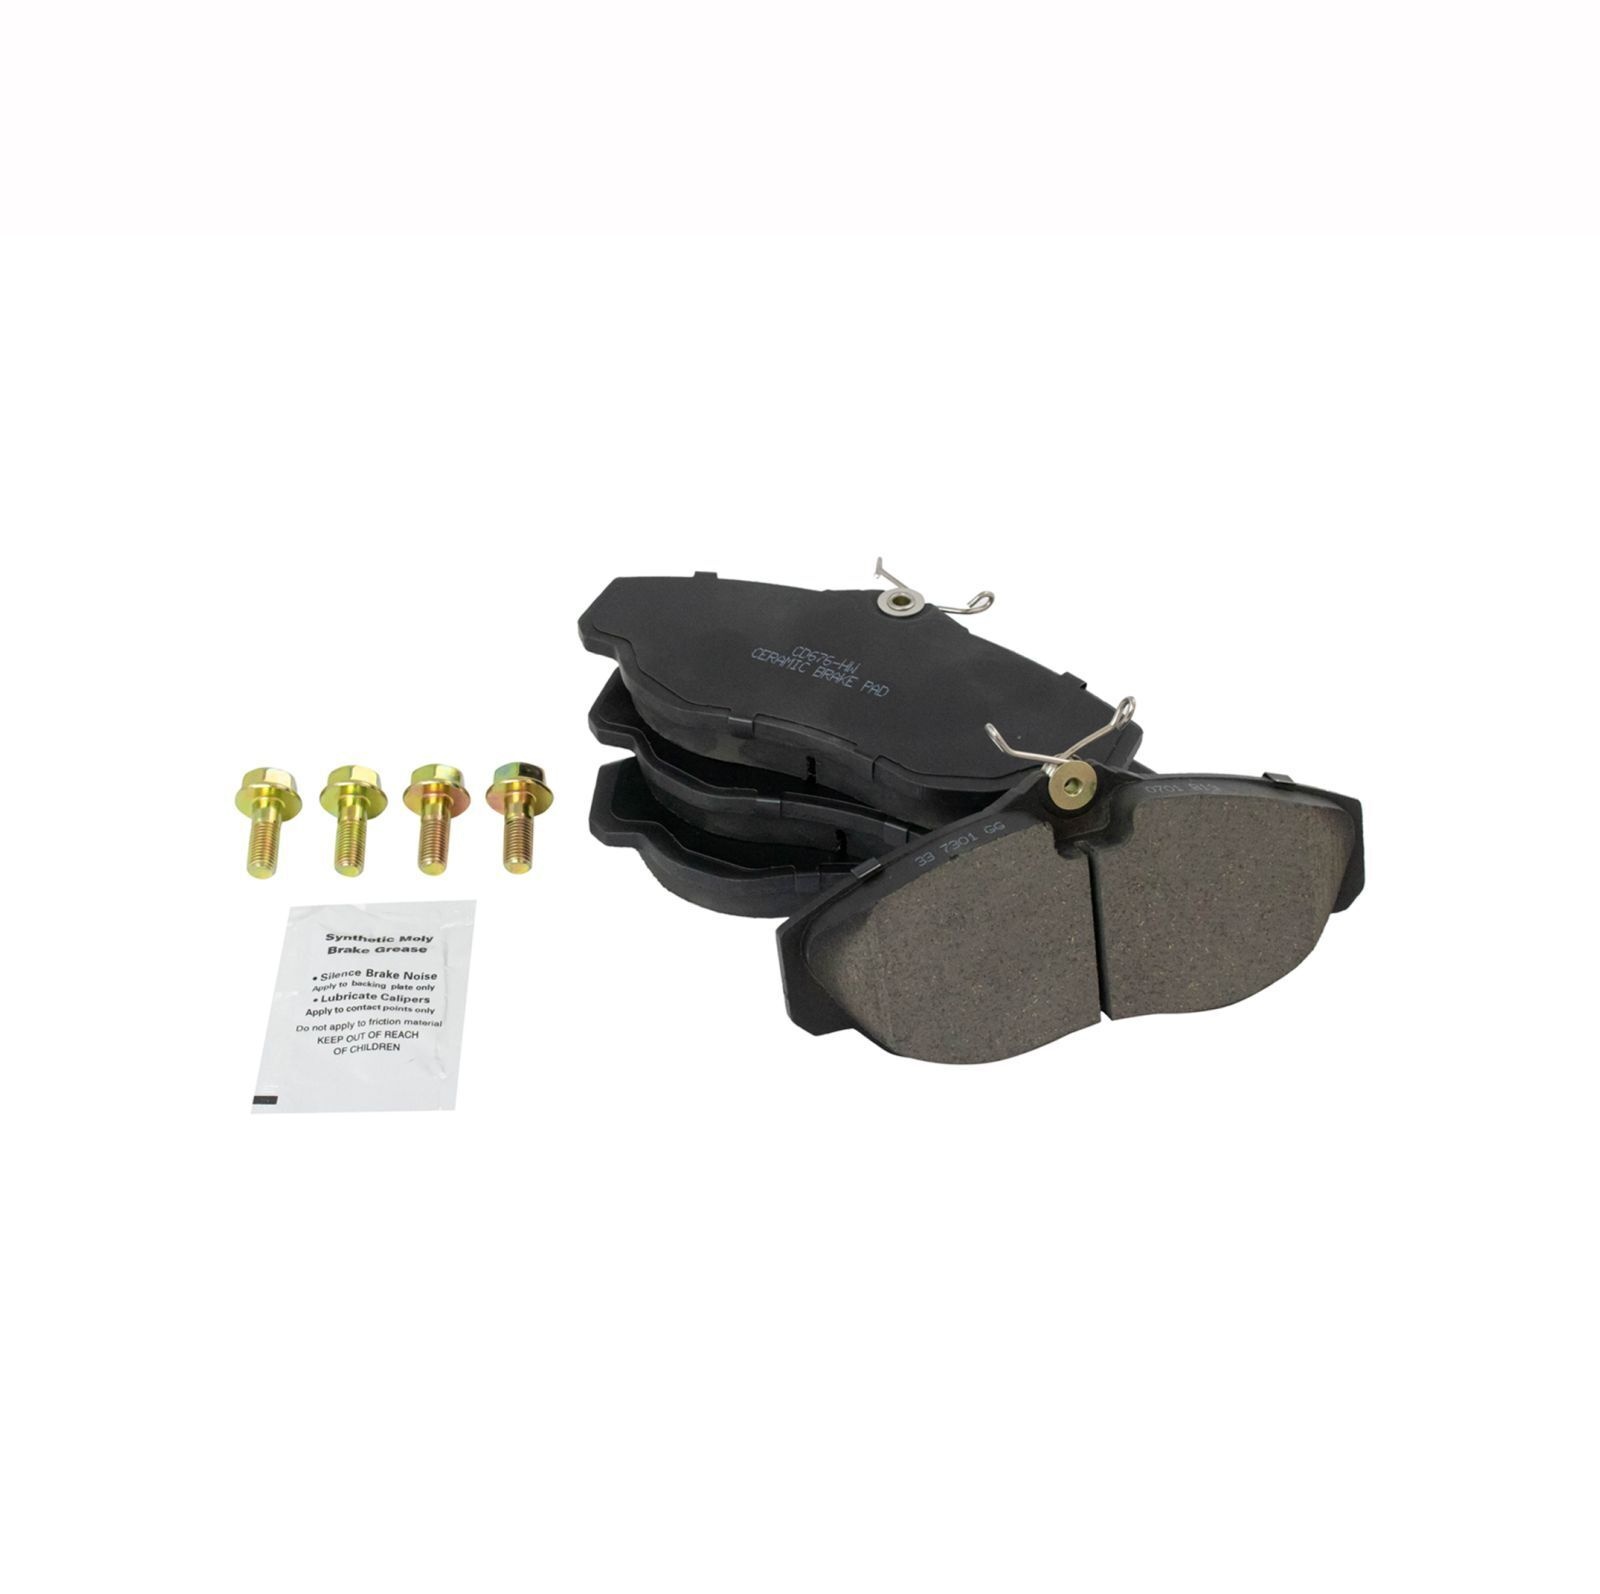 CD676-HW
CERAMIC BRAKE PAD
33 7301 GG
Synthetic Moly
Brake Grease
• Silence Brake Noise
Apply to backing plate only
• Lubricate Calipers
Apply to contact points only
Do not apply to friction material
KEEP OUT OF REACH
OF CHILDREN